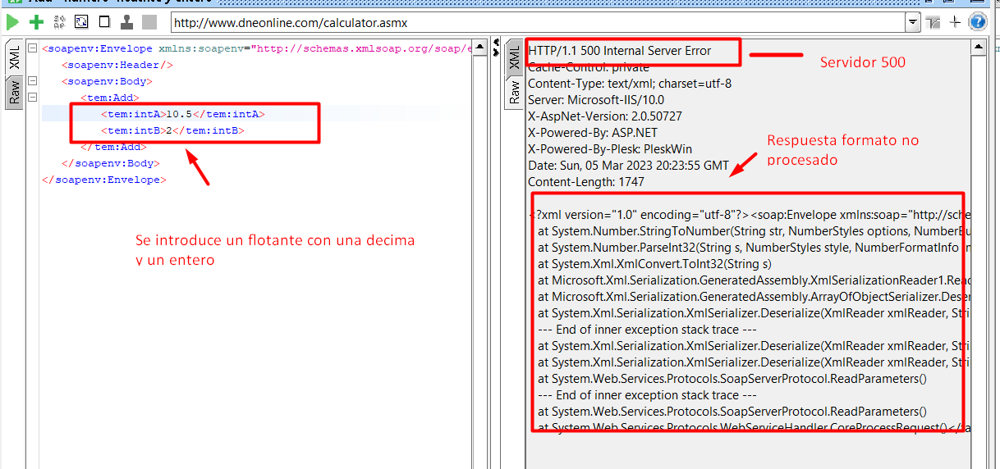 Add - numero flotante y entero
http://www.dneonline.com/calculator.asmx
XML
Raw
<soapenv:Envelope xmlns:soapenv="http://schemas.xmlsoap.org/soap/e
<soapenv:Header/>
<soapenv:Body>
<tem:Add>
<tem:intA>10.5</tem:intA>
<tem:intB>2</tem:intB>
</tem:Add>
</soapenv:Body>
</soapenv:Envelope>
Se introduce un flotante con una decima
y un entero
XML
Raw
HTTP/1.1 500 Internal Server Error
Servidor 500
Cache-Control: private
Content-Type: text/xml; charset=utf-8
Server: Microsoft-IIS/10.0
X-AspNet-Version: 2.0.50727
X-Powered-By: ASP.NET
X-Powered-By-Plesk: PleskWin
Date: Sun, 05 Mar 2023 20:23:55 GMT
Content-Length: 1747
Respuesta formato no
procesado
<?xml version="1.0" encoding="utf-8"?><soap:Envelope xmlns:soap="http://sche
at System.Number.StringToNumber(String str, NumberStyles options, NumberBu
at System.Number.ParseInt32(String s, NumberStyles style, NumberFormatInfo in
at System.Xml.XmlConvert.ToInt32(String s)
at Microsoft.Xml.Serialization.GeneratedAssembly.XmlSerializationReader1.Read
at Microsoft.Xml.Serialization.GeneratedAssembly.ArrayOfObjectSerializer.Deser
at System.Xml.Serialization.XmlSerializer.Deserialize(XmlReader xmlReader, Stri
--- End of inner exception stack trace ---
at System.Xml.Serialization.XmlSerializer.Deserialize(XmlReader xmlReader, Stri
at System.Xml.Serialization.XmlSerializer.Deserialize(XmlReader xmlReader, Stri
at System.Web.Services.Protocols.SoapServerProtocol.ReadParameters()
--- End of inner exception stack trace ---
at System.Web.Services.Protocols.SoapServerProtocol.ReadParameters()
at System.Web.Services.Protocols.WebServiceHandler.CoreProcessRequest()</fa